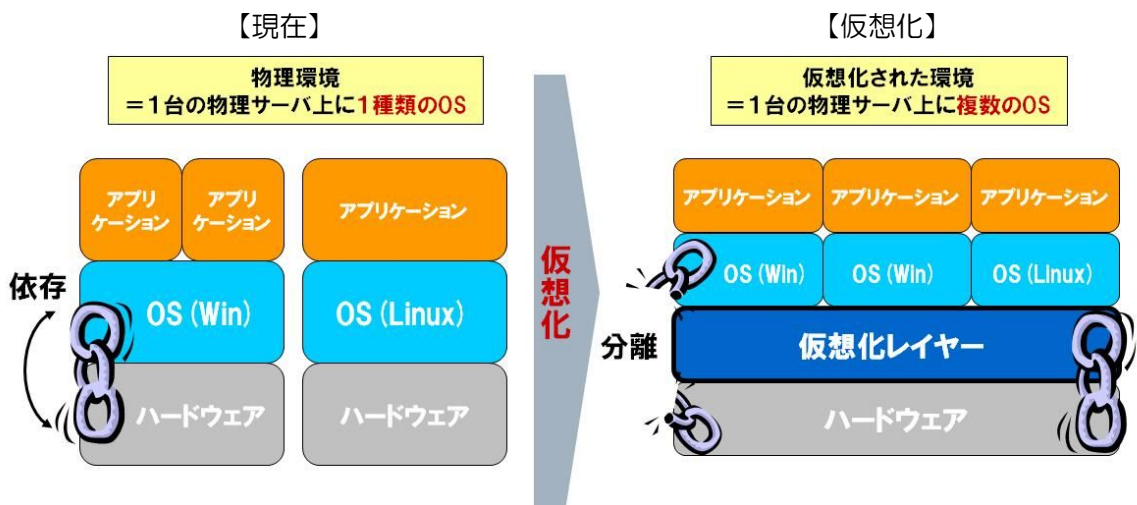 【現在】
物理環境
＝1台の物理サーバ上に1種類のOS
アプリ
ケーション
アプリ
ケーション
アプリケーション
依存
OS(Win)
OS(Linux)
ハードウェア
ハードウェア
仮想化
【仮想化】
仮想化された環境
＝1台の物理サーバ上に複数のOS
アプリケーション
アプリケーション
アプリケーション
OS(Win)
OS(Win)
OS(Linux)
分離
仮想化レイヤー
ハードウェア